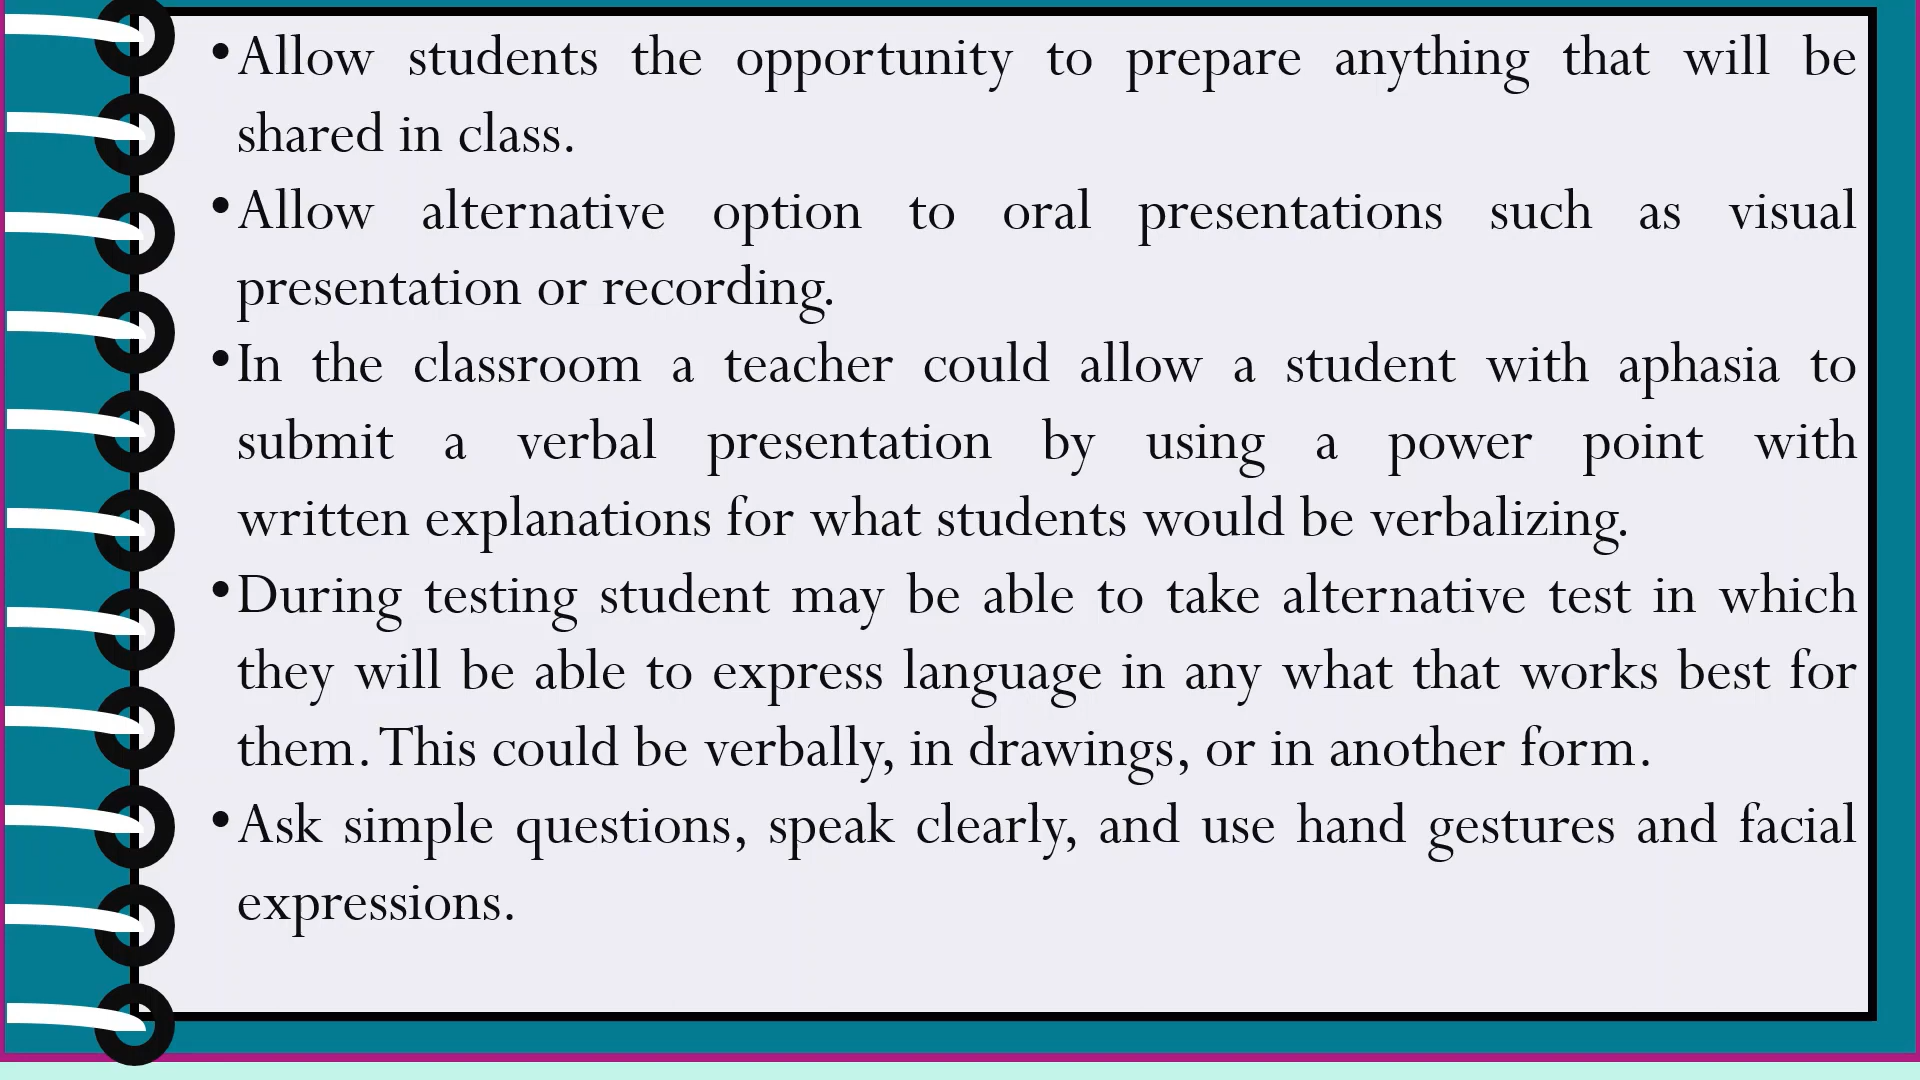 •Allow students the opportunity to prepare anything that will be
shared in class.
•Allow alternative option to oral presentations such as visual
presentation or recording.
•In the classroom a teacher could allow a student with aphasia to
submit a verbal presentation by using a power point with
written explanations for what students would be verbalizing.
•During testing student may be able to take alternative test in which
they will be able to express language in any what that works best for
them. This could be verbally, in drawings, or in another form.
•Ask simple questions, speak clearly, and use hand gestures and facial
expressions.